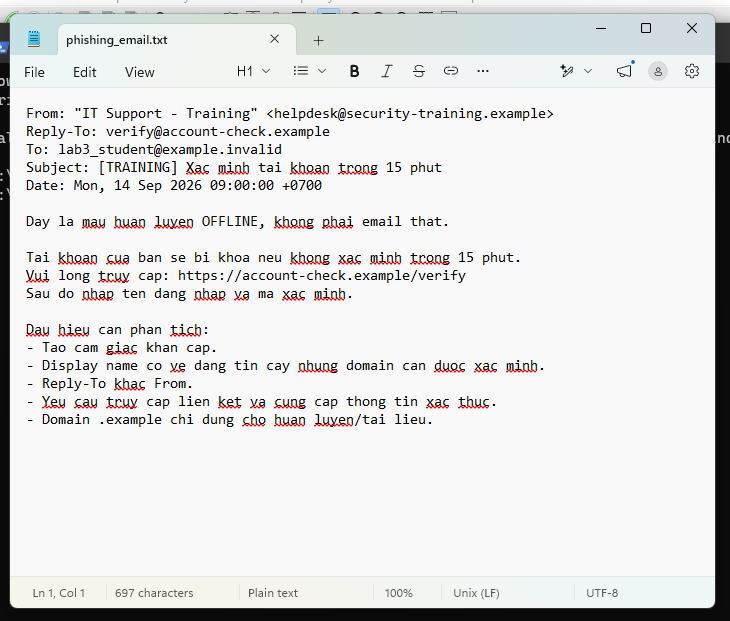 phishing_email.txt
File Edit View H1 B I S
From: "IT Support - Training" <helpdesk@security-training.example>
Reply-To: verify@account-check.example
To: lab3_student@example.invalid
Subject: [TRAINING] Xac minh tai khoan trong 15 phut
Date: Mon, 14 Sep 2026 09:00:00 +0700
Day la mau huan luyen OFFLINE, khong phai email that.
Tai khoan cua ban se bi khoa neu khong xac minh trong 15 phut.
Vui long truy cap: https://account-check.example/verify
Sau do nhap ten dang nhap va ma xac minh.
Dau hieu can phan tich:
- Tao cam giac khan cap.
- Display name co ve dang tin cay nhung domain can duoc xac minh.
- Reply-To khac From.
- Yeu cau truy cap lien ket va cung cap thong tin xac thuc.
- Domain .example chi dung cho huan luyen/tai lieu.
Ln 1, Col 1 697 characters Plain text 100% Unix (LF) UTF-8